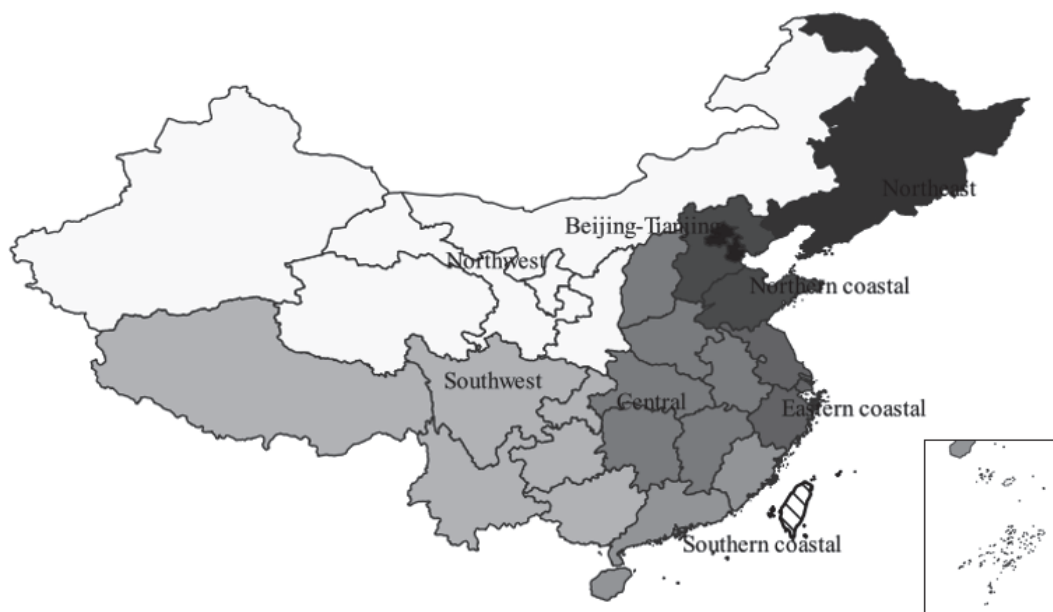 Northeast
Beijing-Tianjing
Northwest
Northern coastal
Southwest
Central
Eastern coastal
Southern coastal